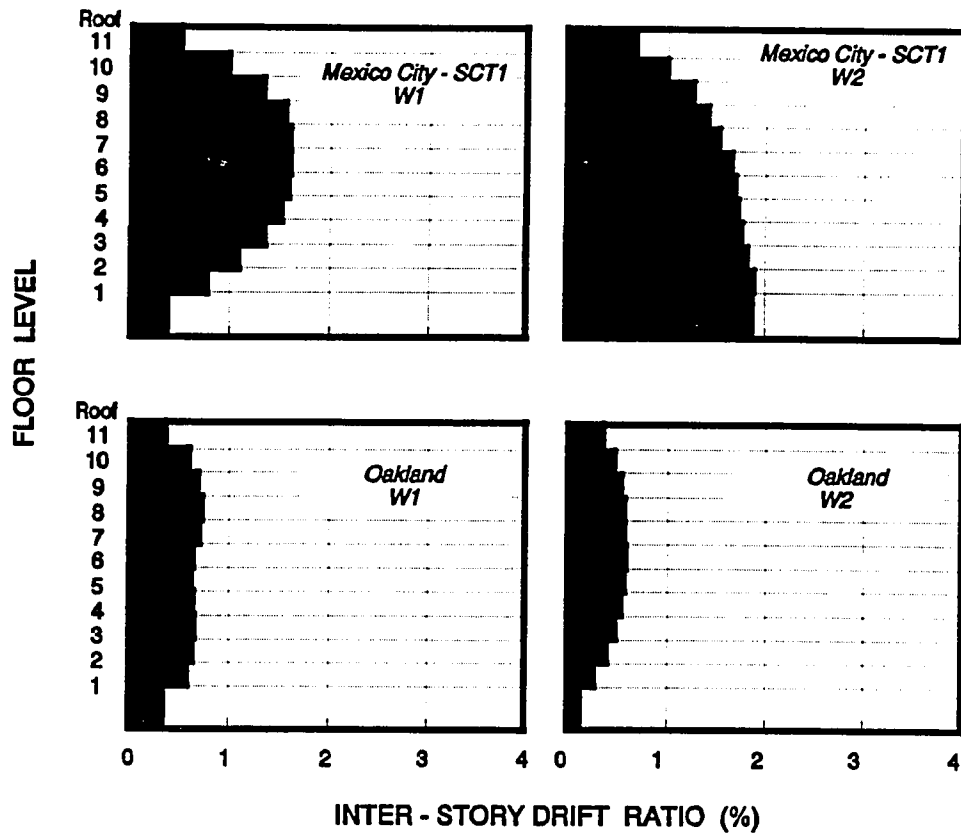 Roof
11
10
9
8
7
6
5
4
3
2
1
Mexico City - SCT1
W1
Mexico City - SCT1
W2
FLOOR LEVEL
Roof
11
10
9
8
7
6
5
4
3
2
1
Oakland
W1
Oakland
W2
0 1 2 3 4
0 1 2 3 4
INTER - STORY DRIFT RATIO (%)